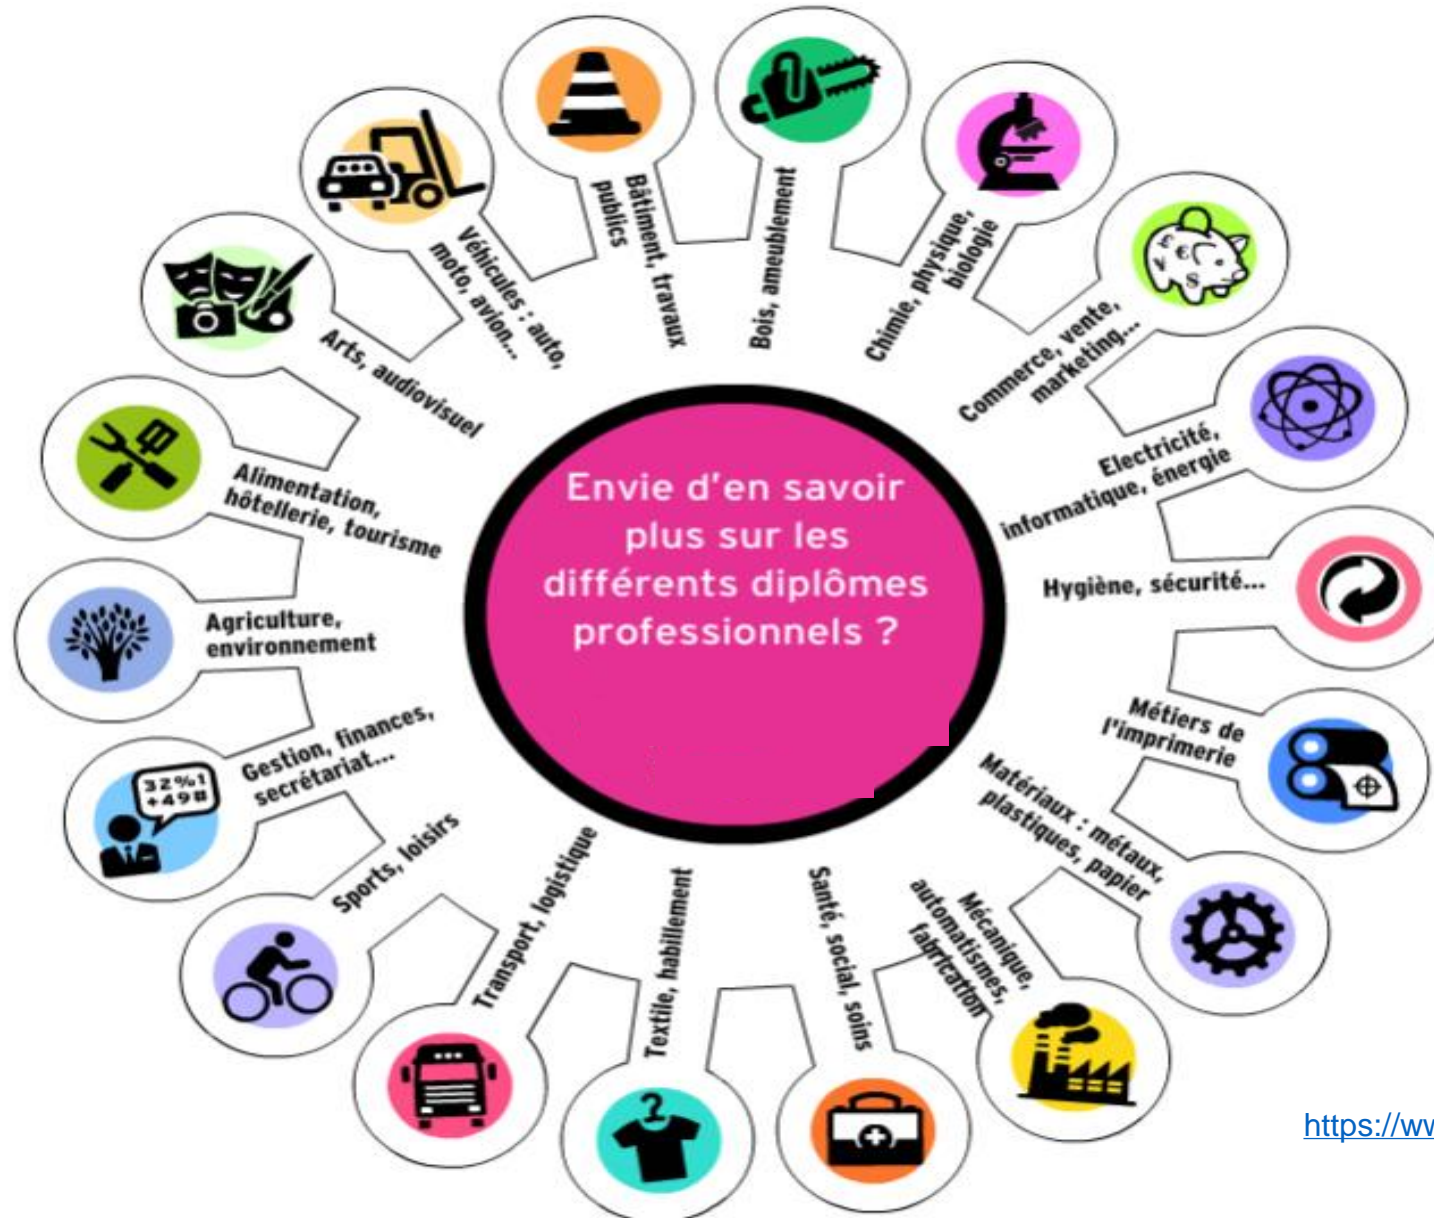 Envie d'en savoir
plus sur les
différents diplômes
professionnels ?
Bâtiment, travaux
publics
Bois, ameublement
Chimie, physique,
biologie
Commerce, vente,
marketing...
Electricité,
informatique, énergie
Hygiène, sécurité...
Métiers de
l'imprimerie
Matériaux : métaux,
plastiques, papier
Mécanique,
automatismes,
fabrication
Santé, social, soins
Textile, habillement
Transport, logistique
Sports, loisirs
Gestion, finances,
secrétariat...
32%1
+498
Agriculture,
environnement
Alimentation,
hôtellerie, tourisme
Arts, audiovisuel
Véhicules : auto,
moto, avion...